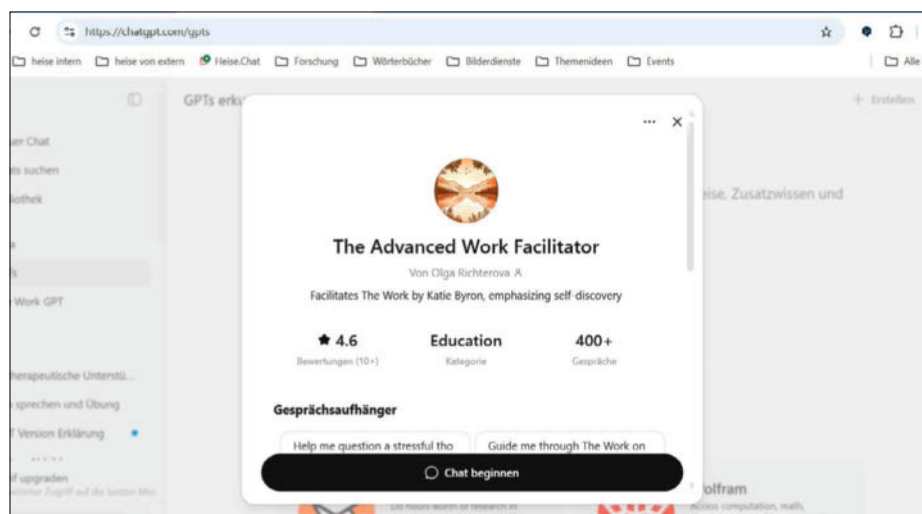 https://chatgpt.com/gpts
heise intern heise von extern Heise.Chat Forschung Wörterbücher Bilderdienste Themenideen Events Alle
GPTs erku
Erstellen
er Chat
ts suchen
iothek
eise, Zusatzwissen und
Work GPT
herapeutische Unterstü...
sprechen und Übung
Version Erklärung
upgraden
The Advanced Work Facilitator
Von Olga Richterova
Facilitates The Work by Katie Byron, emphasizing self-discovery
4.6 Education 400+
Bewertungen (10+) Kategorie Gespräche
Gesprächsaufhänger
Help me question a stressful tho Guide me through The Work on
Chat beginnen
olfram
Access computation, math,